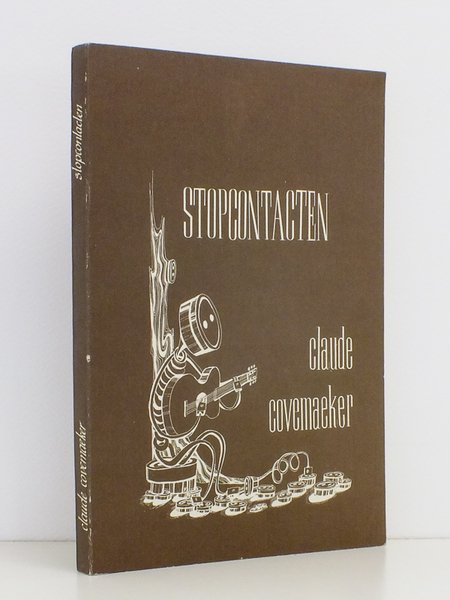 STOPCONTACTEN
claude
covemaeker
stopcontacten
claude covemaeker